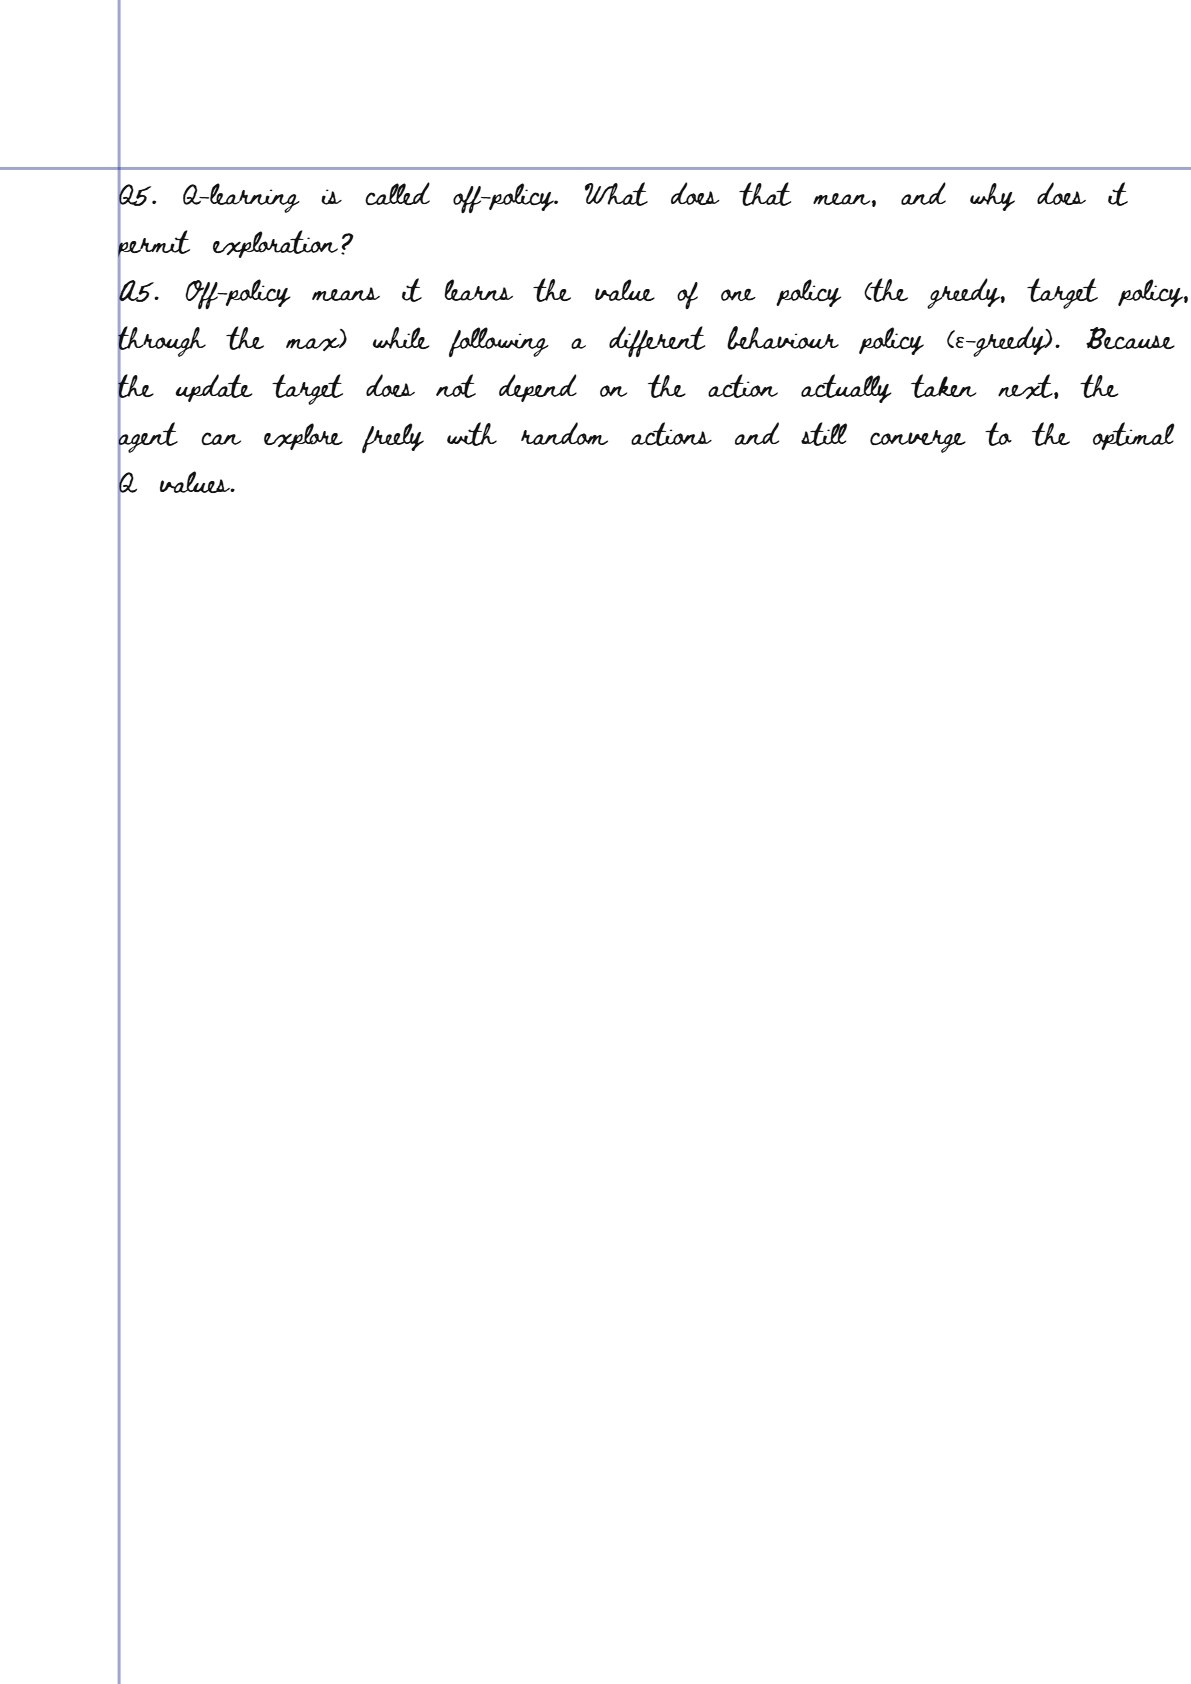 Q5. Q-learning is called off-policy. What does that mean, and why does it
permit exploration?
A5. Off-policy means it learns the value of one policy (the greedy, target policy,
through the max) while following a different behaviour policy (ε-greedy). Because
the update target does not depend on the action actually taken next, the
agent can explore freely with random actions and still converge to the optimal
Q values.